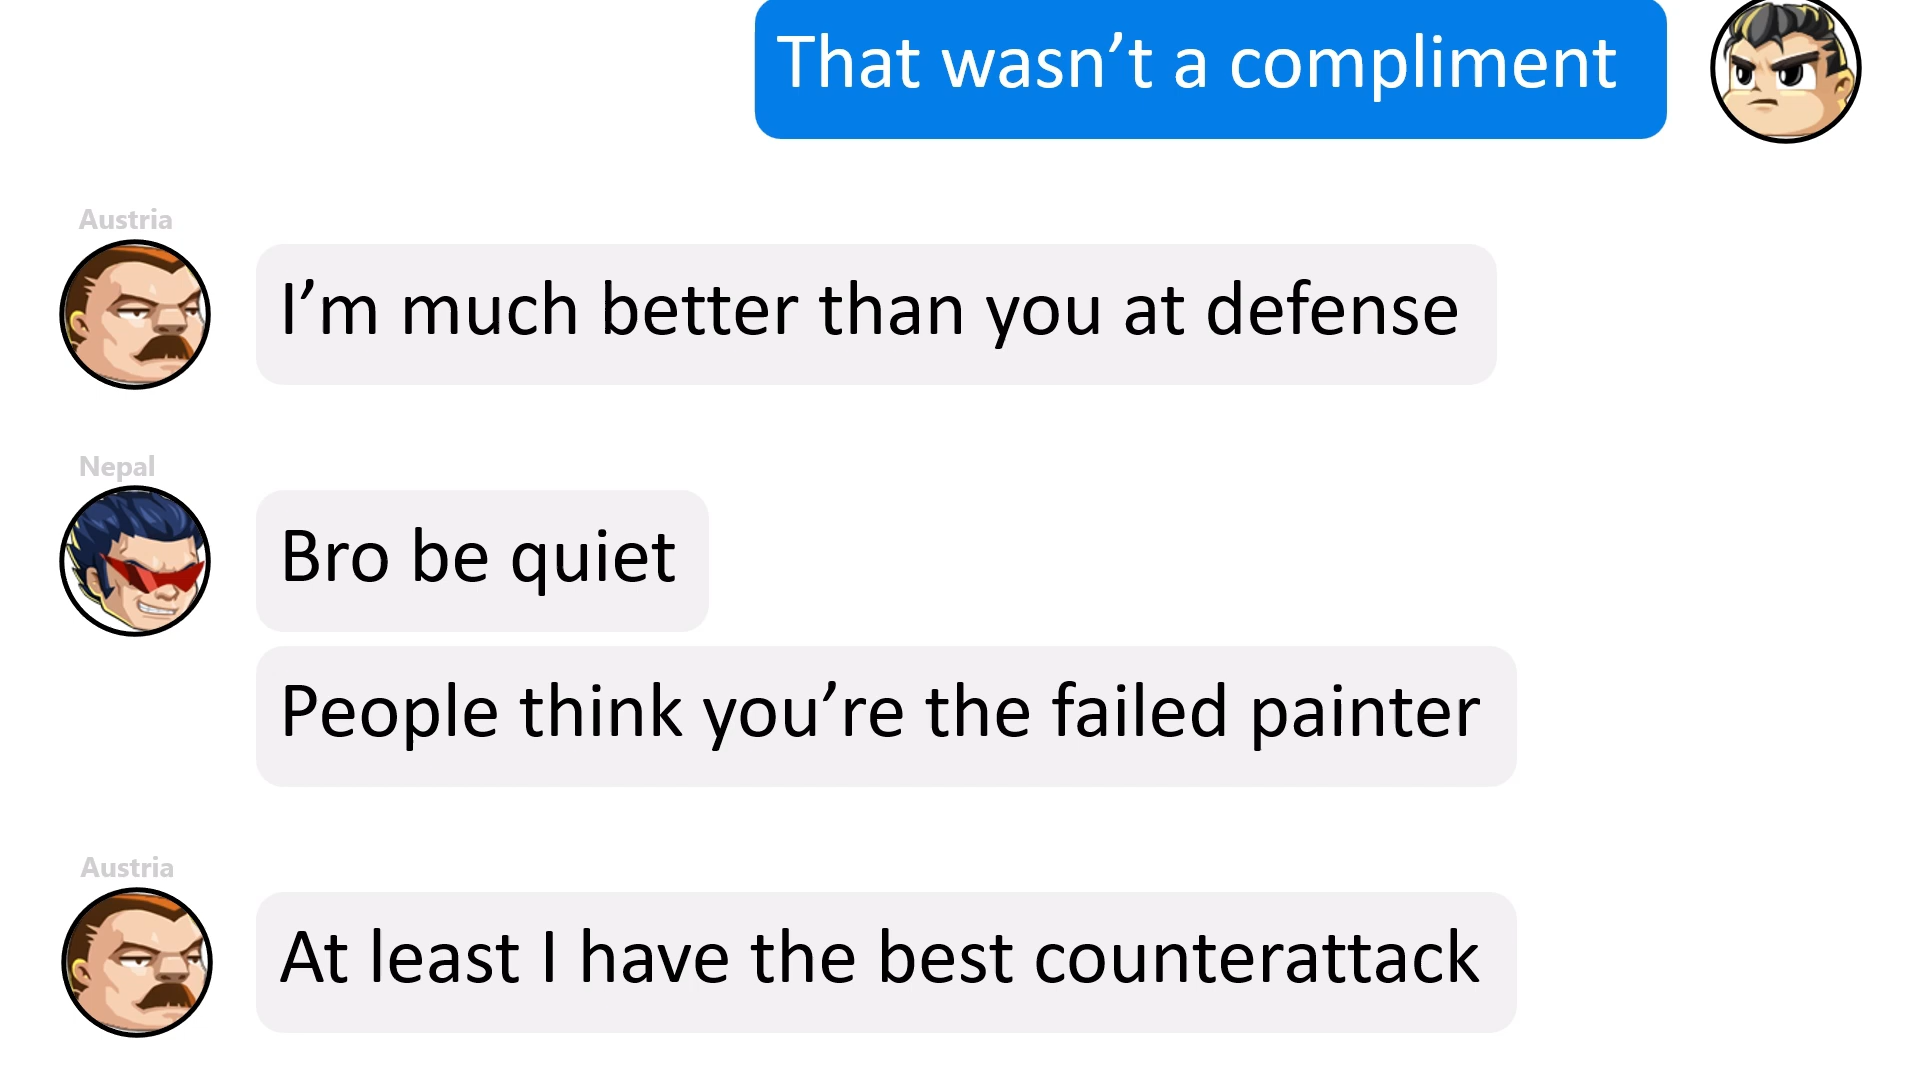 That wasn’t a compliment
Austria
I’m much better than you at defense
Nepal
Bro be quiet
People think you’re the failed painter
Austria
At least I have the best counterattack